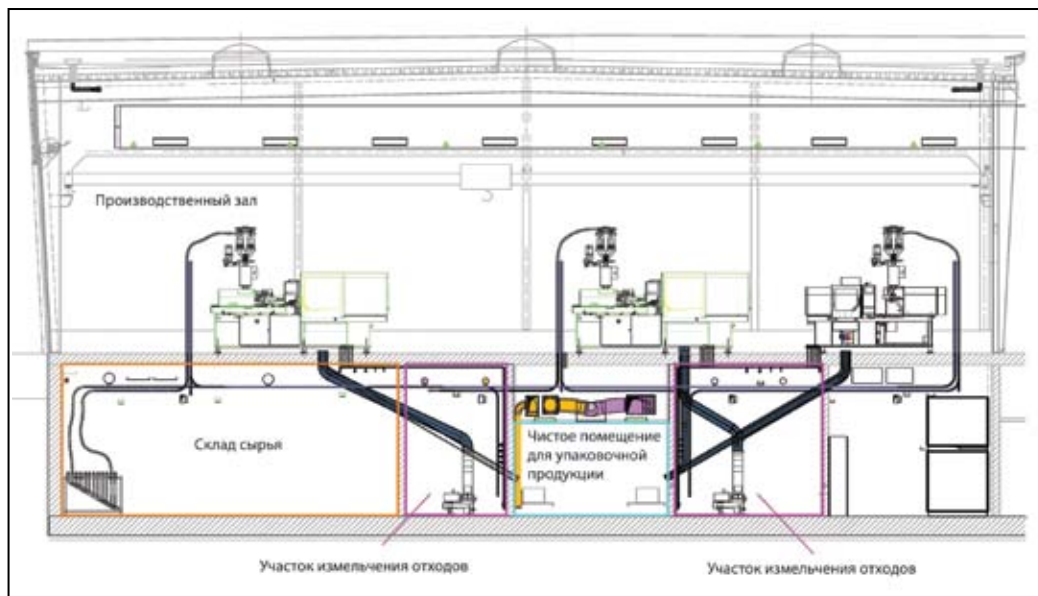 Производственный зал
Склад сырья
Чистое помещение
для упаковочной
продукции
Участок измельчения отходов
Участок измельчения отходов